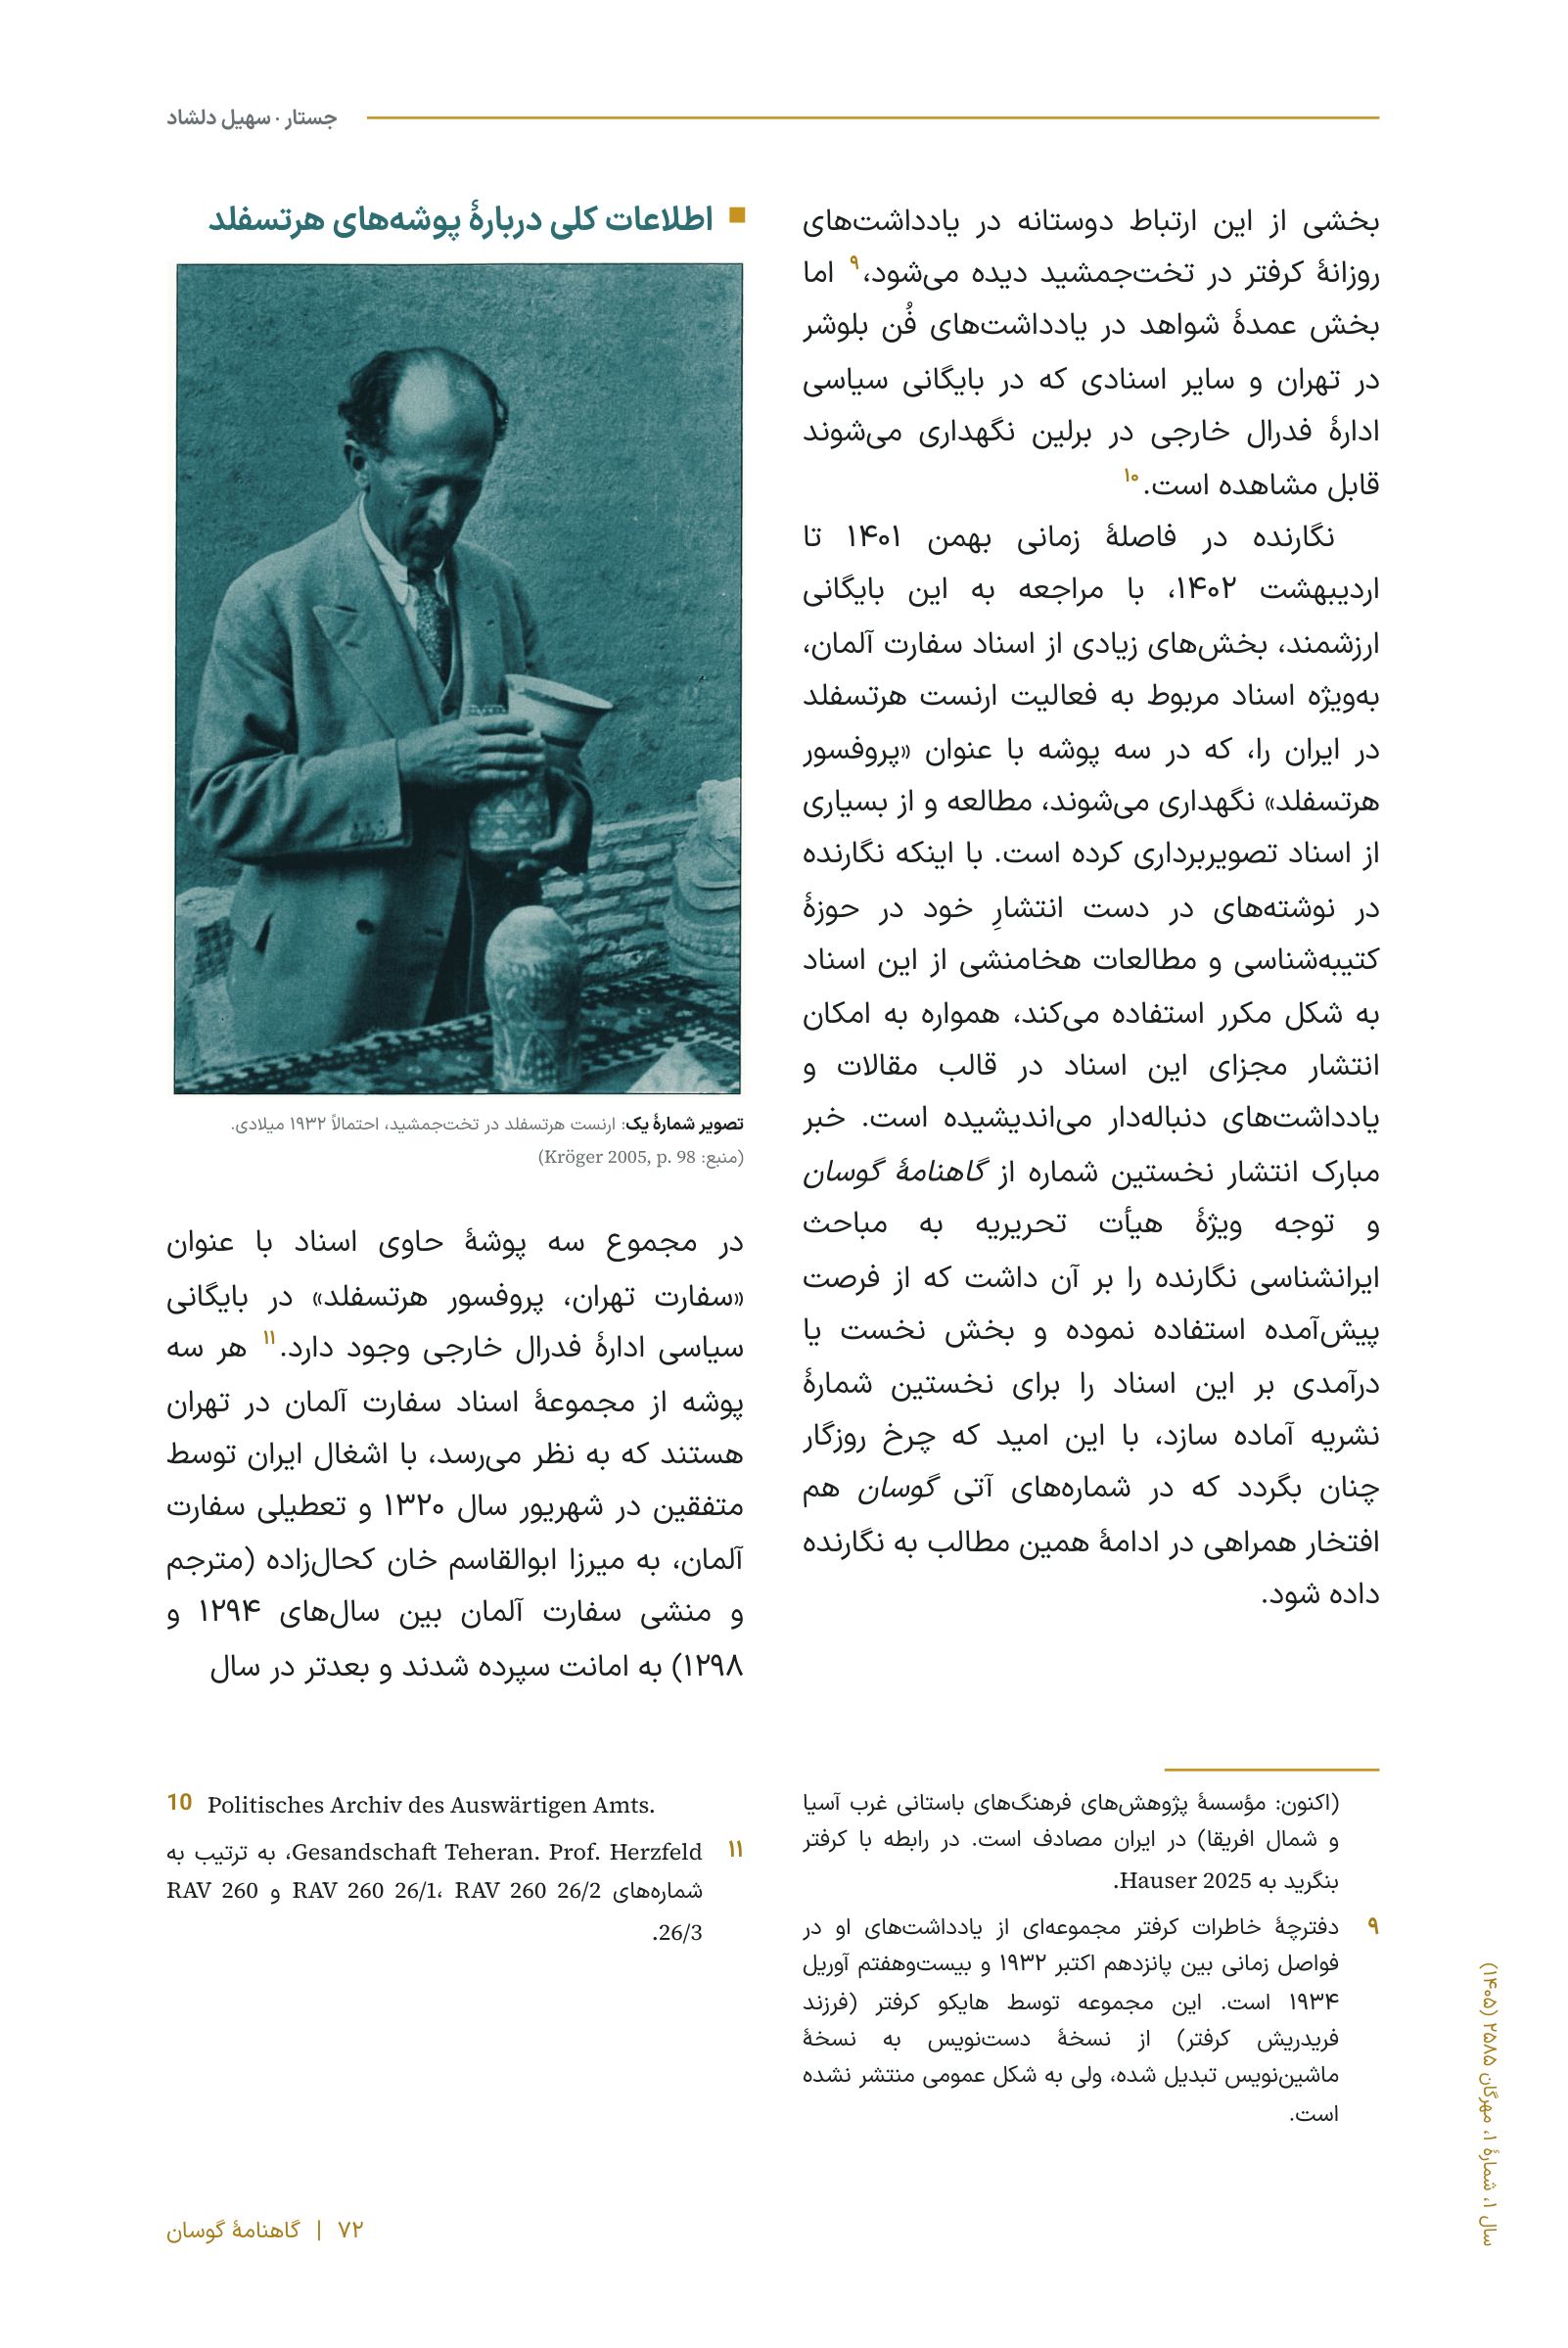 جستار · سهیل دلشاد
بخشی از این ارتباط دوستانه در یادداشت‌های
روزانهٔ کرفتر در تخت‌جمشید دیده می‌شود،۹ اما
بخش عمدهٔ شواهد در یادداشت‌های فُن بلوشر
در تهران و سایر اسنادی که در بایگانی سیاسی
ادارهٔ فدرال خارجی در برلین نگهداری می‌شوند
قابل مشاهده است.۱۰
نگارنده در فاصلهٔ زمانی بهمن ۱۴۰۱ تا
اردیبهشت ۱۴۰۲، با مراجعه به این بایگانی
ارزشمند، بخش‌های زیادی از اسناد سفارت آلمان،
به‌ویژه اسناد مربوط به فعالیت ارنست هرتسفلد
در ایران را، که در سه پوشه با عنوان «پروفسور
هرتسفلد» نگهداری می‌شوند، مطالعه و از بسیاری
از اسناد تصویربرداری کرده است. با اینکه نگارنده
در نوشته‌های در دست انتشارِ خود در حوزهٔ
کتیبه‌شناسی و مطالعات هخامنشی از این اسناد
به شکل مکرر استفاده می‌کند، همواره به امکان
انتشار مجزای این اسناد در قالب مقالات و
یادداشت‌های دنباله‌دار می‌اندیشیده است. خبر
مبارک انتشار نخستین شماره از گاهنامهٔ گوسان
و توجه ویژهٔ هیأت تحریریه به مباحث
ایرانشناسی نگارنده را بر آن داشت که از فرصت
پیش‌آمده استفاده نموده و بخش نخست یا
درآمدی بر این اسناد را برای نخستین شمارهٔ
نشریه آماده سازد، با این امید که چرخ روزگار
چنان بگردد که در شماره‌های آتی گوسان هم
افتخار همراهی در ادامهٔ همین مطالب به نگارنده
داده شود.
اطلاعات کلی دربارهٔ پوشه‌های هرتسفلد
تصویر شمارهٔ یک: ارنست هرتسفلد در تخت‌جمشید، احتمالاً ۱۹۳۲ میلادی.
(منبع: Kröger 2005, p. 98)
در مجموع سه پوشهٔ حاوی اسناد با عنوان
«سفارت تهران، پروفسور هرتسفلد» در بایگانی
سیاسی ادارهٔ فدرال خارجی وجود دارد.۱۱ هر سه
پوشه از مجموعهٔ اسناد سفارت آلمان در تهران
هستند که به نظر می‌رسد، با اشغال ایران توسط
متفقین در شهریور سال ۱۳۲۰ و تعطیلی سفارت
آلمان، به میرزا ابوالقاسم خان کحال‌زاده (مترجم
و منشی سفارت آلمان بین سال‌های ۱۲۹۴ و
۱۲۹۸) به امانت سپرده شدند و بعدتر در سال
(اکنون: مؤسسهٔ پژوهش‌های فرهنگ‌های باستانی غرب آسیا
و شمال افریقا) در ایران مصادف است. در رابطه با کرفتر
بنگرید به Hauser 2025.
۹ دفترچهٔ خاطرات کرفتر مجموعه‌ای از یادداشت‌های او در
فواصل زمانی بین پانزدهم اکتبر ۱۹۳۲ و بیست‌وهفتم آوریل
۱۹۳۴ است. این مجموعه توسط هایکو کرفتر (فرزند
فریدریش کرفتر) از نسخهٔ دست‌نویس به نسخهٔ
ماشین‌نویس تبدیل شده، ولی به شکل عمومی منتشر نشده
است.
10 Politisches Archiv des Auswärtigen Amts.
۱۱ Gesandschaft Teheran. Prof. Herzfeld، به ترتیب به
شماره‌های RAV 260 26/1، RAV 260 26/2 و RAV 260
26/3.
سال ۱، شمارهٔ ۱، مهرگان ۲۵۸۵ (۱۴۰۵)
۷۲ | گاهنامهٔ گوسان